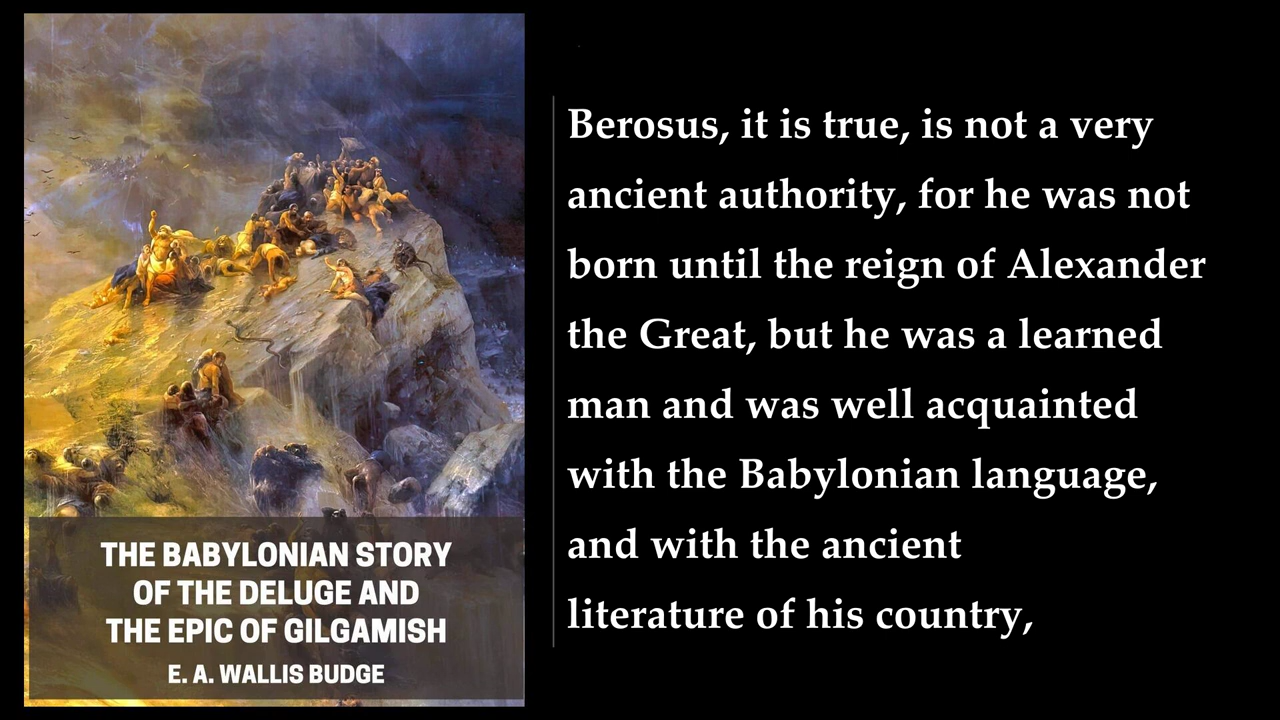 THE BABYLONIAN STORY
OF THE DELUGE AND
THE EPIC OF GILGAMISH
E. A. WALLIS BUDGE
Berosus, it is true, is not a very
ancient authority, for he was not
born until the reign of Alexander
the Great, but he was a learned
man and was well acquainted
with the Babylonian language,
and with the ancient
literature of his country,